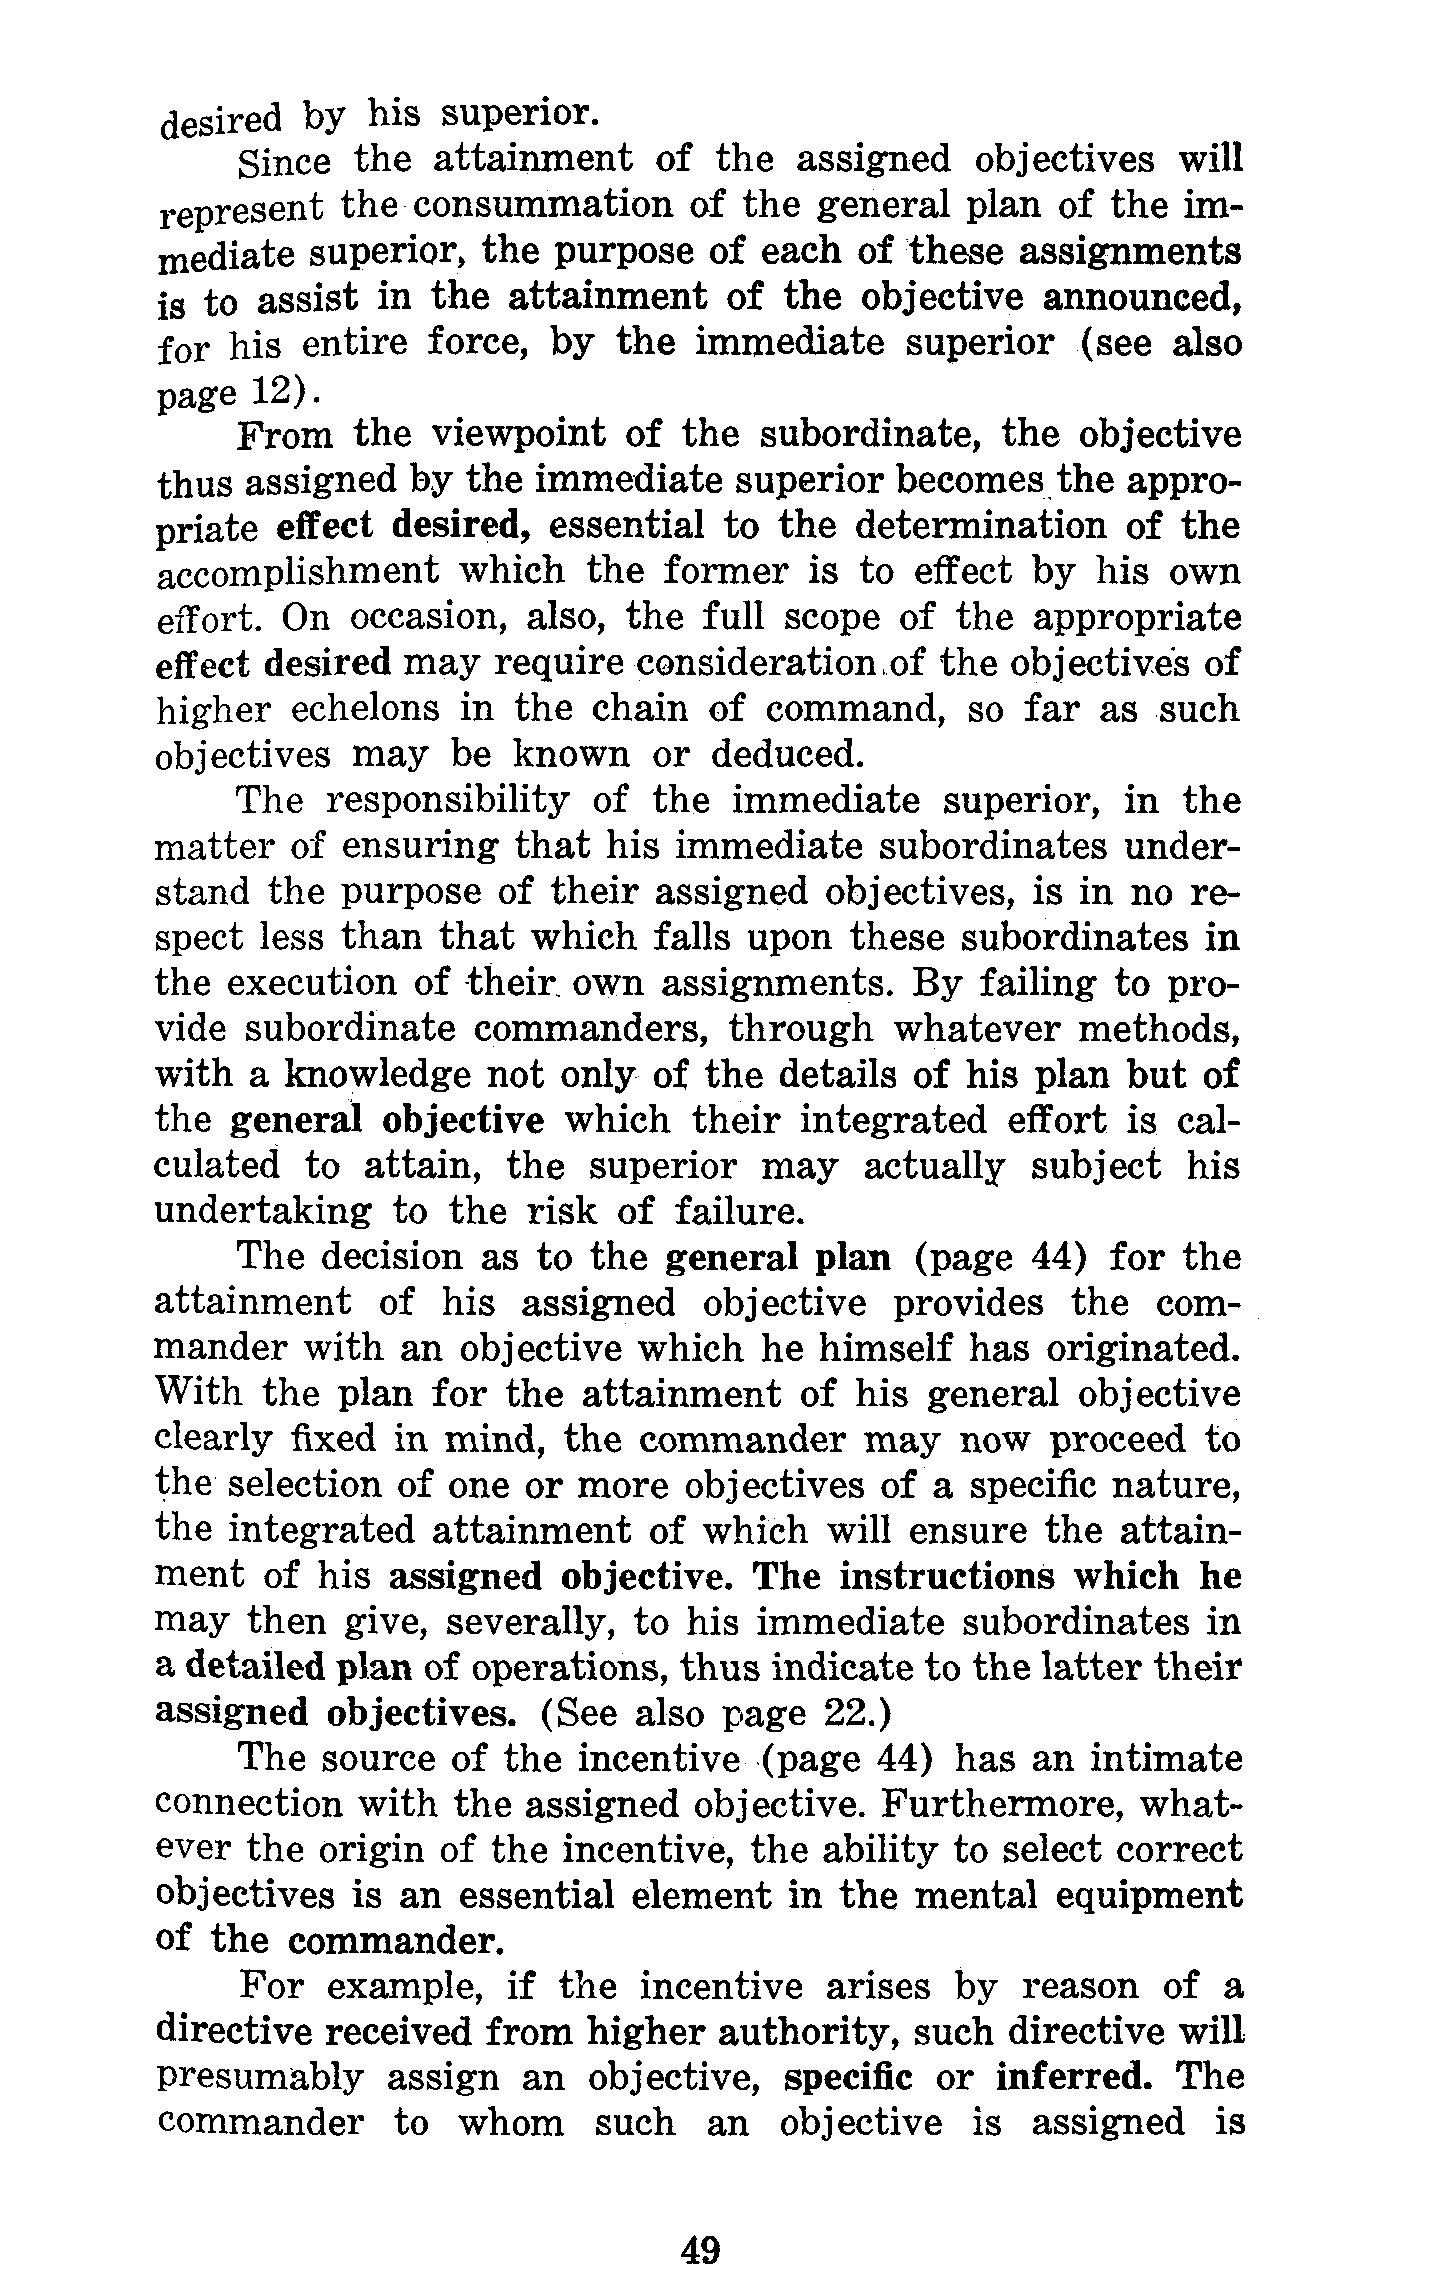 desired by his superior.
Since the attainment of the assigned objectives will
represent the consummation of the general plan of the im-
mediate superior, the purpose of each of these assignments
is to assist in the attainment of the objective announced,
for his entire force, by the immediate superior (see also
page 12).
From the viewpoint of the subordinate, the objective
thus assigned by the immediate superior becomes the appro-
priate effect desired, essential to the determination of the
accomplishment which the former is to effect by his own
effort. On occasion, also, the full scope of the appropriate
effect desired may require consideration of the objectives of
higher echelons in the chain of command, so far as such
objectives may be known or deduced.
The responsibility of the immediate superior, in the
matter of ensuring that his immediate subordinates under-
stand the purpose of their assigned objectives, is in no re-
spect less than that which falls upon these subordinates in
the execution of their own assignments. By failing to pro-
vide subordinate commanders, through whatever methods,
with a knowledge not only of the details of his plan but of
the general objective which their integrated effort is cal-
culated to attain, the superior may actually subject his
undertaking to the risk of failure.
The decision as to the general plan (page 44) for the
attainment of his assigned objective provides the com-
mander with an objective which he himself has originated.
With the plan for the attainment of his general objective
clearly fixed in mind, the commander may now proceed to
the selection of one or more objectives of a specific nature,
the integrated attainment of which will ensure the attain-
ment of his assigned objective. The instructions which he
may then give, severally, to his immediate subordinates in
a detailed plan of operations, thus indicate to the latter their
assigned objectives. (See also page 22.)
The source of the incentive (page 44) has an intimate
connection with the assigned objective. Furthermore, what-
ever the origin of the incentive, the ability to select correct
objectives is an essential element in the mental equipment
of the commander.
For example, if the incentive arises by reason of a
directive received from higher authority, such directive will
presumably assign an objective, specific or inferred. The
commander to whom such an objective is assigned is
49